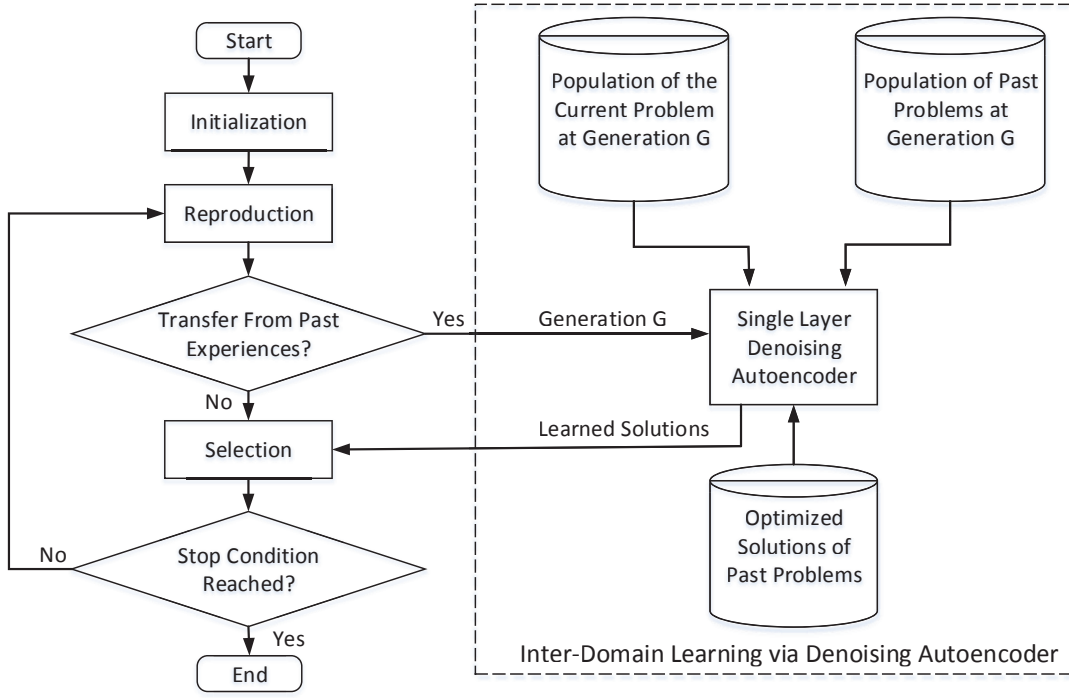 Start
Initialization
Reproduction
Transfer From Past
Experiences?
Yes
No
Selection
Stop Condition
Reached?
No
Yes
End
Population of the
Current Problem
at Generation G
Population of Past
Problems at
Generation G
Generation G
Single Layer
Denoising
Autoencoder
Learned Solutions
Optimized
Solutions of
Past Problems
Inter-Domain Learning via Denoising Autoencoder